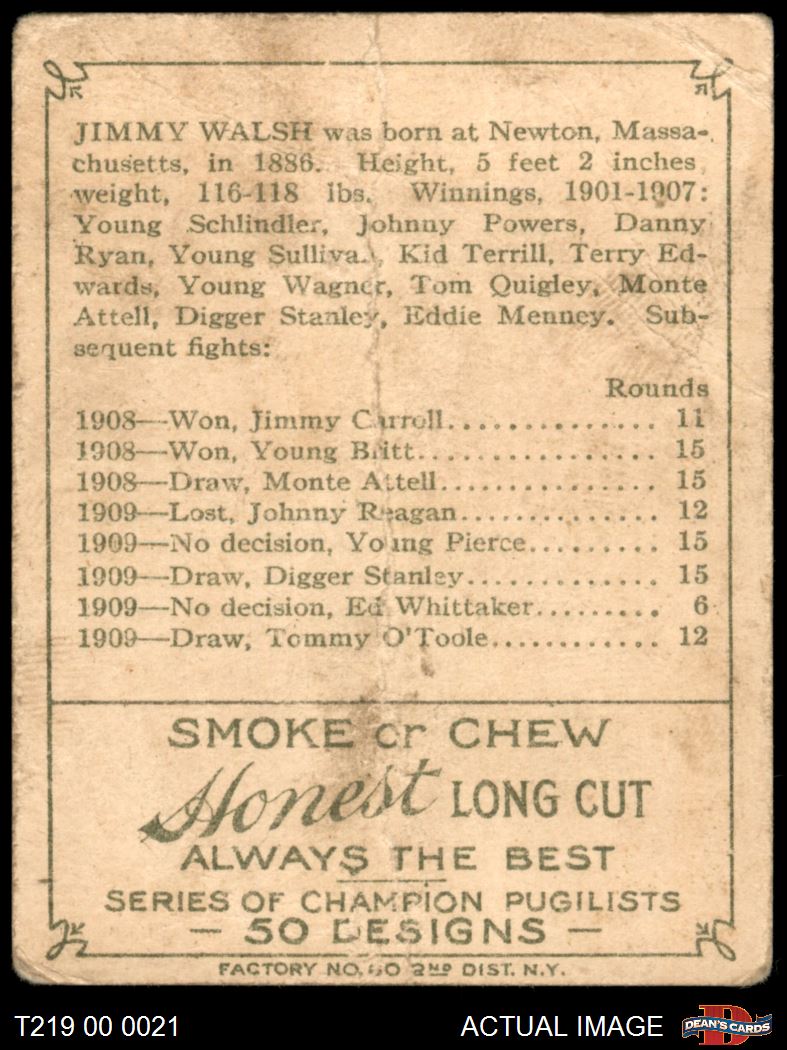 JIMMY WALSH was born at Newton, Massa-
chusetts, in 1886. Height, 5 feet 2 inches,
weight, 116-118 lbs. Winnings, 1901-1907:
Young Schlindler, Johnny Powers, Danny
Ryan, Young Sullivan, Kid Terrill, Terry Ed-
wards, Young Wagner, Tom Quigley, Monte
Attell, Digger Stanley, Eddie Menney. Sub-
sequent fights:
Rounds
1908—Won, Jimmy Carroll.............. 11
1908—Won, Young Britt................ 15
1908—Draw, Monte Attell.............. 15
1909—Lost, Johnny Reagan............. 12
1909—No decision, Young Pierce......... 15
1909—Draw, Digger Stanley............. 15
1909—No decision, Ed Whittaker......... 6
1909—Draw, Tommy O'Toole............ 12
SMOKE or CHEW
Honest LONG CUT
ALWAYS THE BEST
SERIES OF CHAMPION PUGILISTS
— 50 DESIGNS —
FACTORY NO. 2ND DIST. N.Y.
T219 00 0021 ACTUAL IMAGE D DEAN'S CARDS